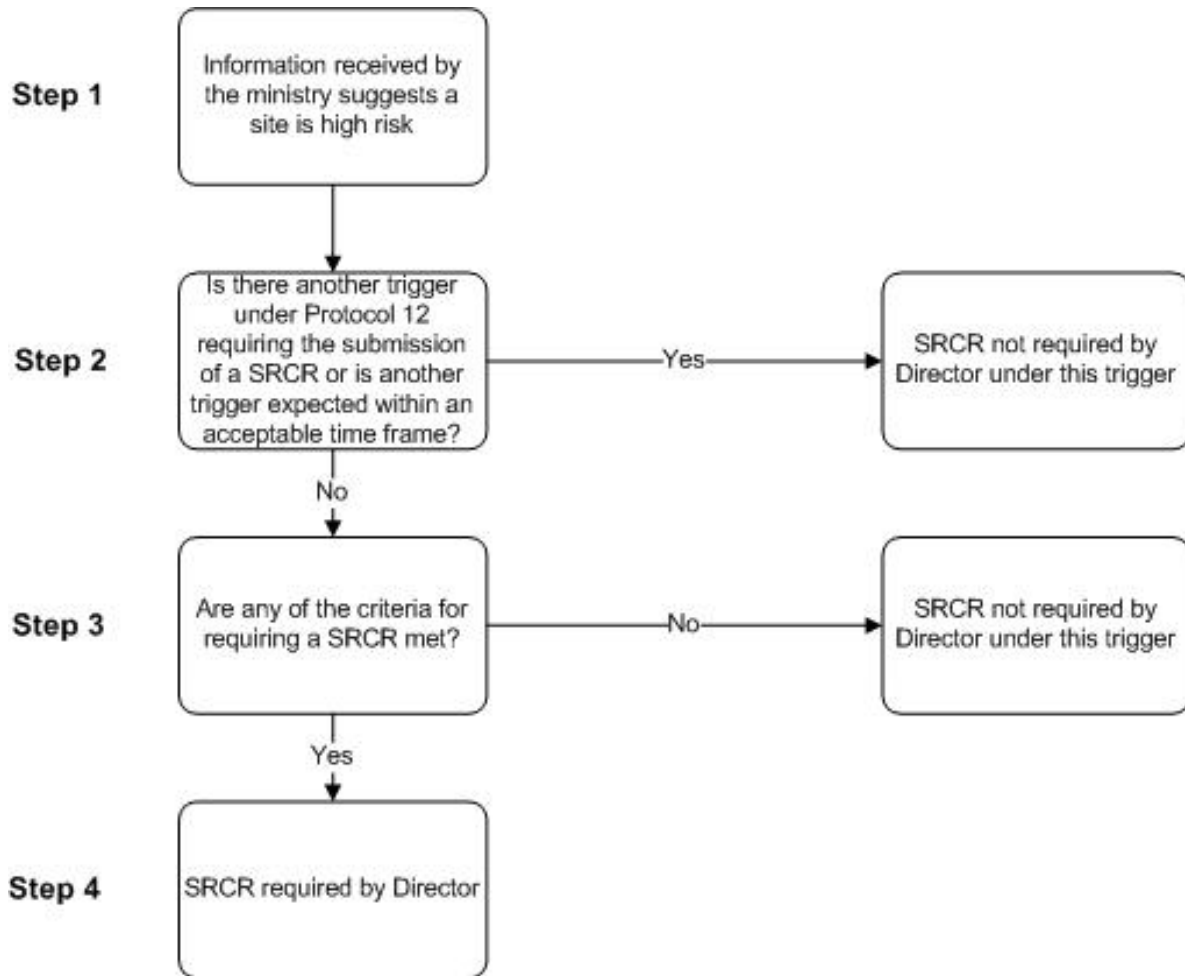 Step 1
Information received by
the ministry suggests a
site is high risk
Step 2
Is there another trigger
under Protocol 12
requiring the submission
of a SRCR or is another
trigger expected within an
acceptable time frame?
Yes
SRCR not required by
Director under this trigger
No
Step 3
Are any of the criteria for
requiring a SRCR met?
No
SRCR not required by
Director under this trigger
Yes
Step 4
SRCR required by Director